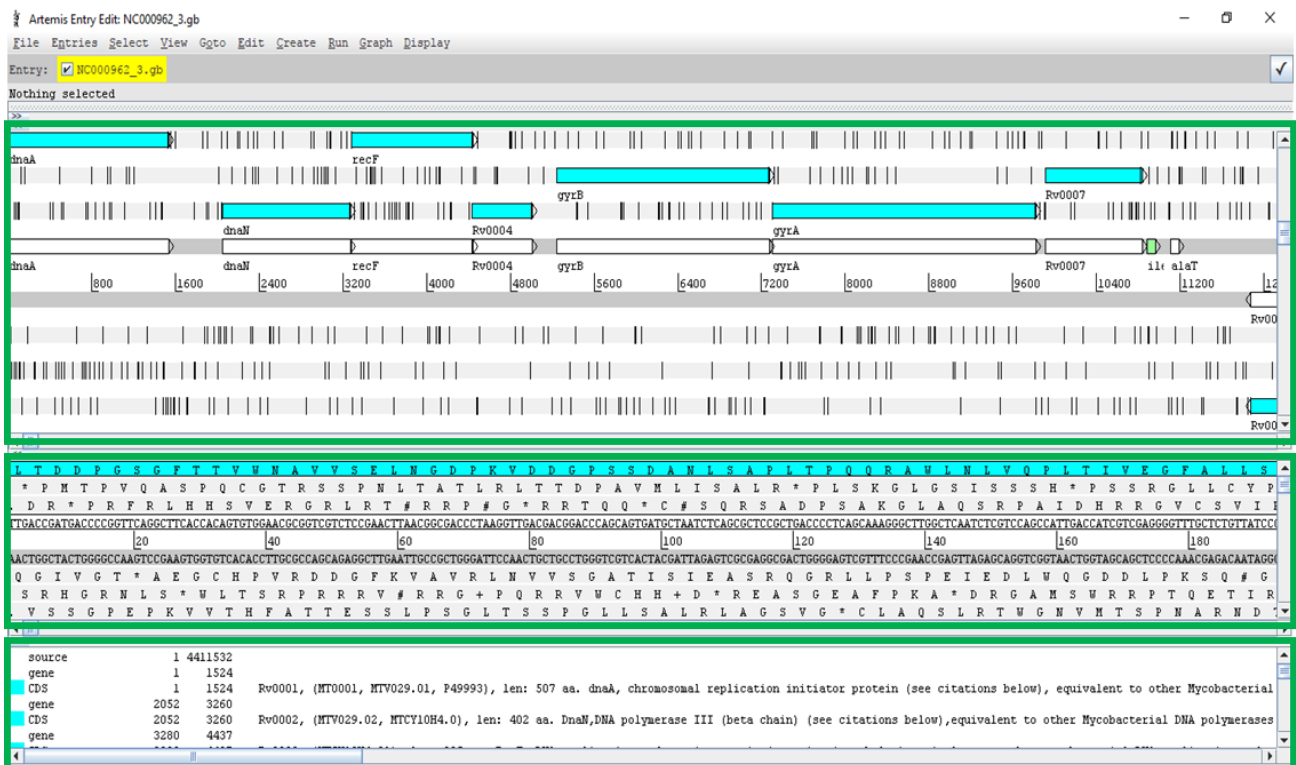 Artemis Entry Edit: NC000962_3.gb
File Entries Select View Goto Edit Create Run Graph Display
Entry: NC000962_3.gb
Nothing selected
dnaA recF
gyrB Rv0007
dnaN Rv0004 gyrA
dnaA dnaN recF Rv0004 gyrB gyrA Rv0007 ile alaT
800 1600 2400 3200 4000 4800 5600 6400 7200 8000 8800 9600 10400 11200 12
Rv00
Rv00
L T D D P G S G F T T V W N A V V S E L N G D P K V D D G P S S D A N L S A P L T P Q Q R A W L N L V Q P L T I V E G F A L L S
* P M T P V Q A S P Q C G T R S S P N L T A T L R L T T D P A V M L I S A L R * P L S K G L G S I S S S H * P S S R G L L C Y P
D R * P R F R L H H S V E R G R L R T # R R P # G * R R T Q Q * C # S Q R S A D P S A K G L A Q S R P A I D H R R G V C S V I
TTGACCGATGACCCCGGTTCAGGCTTCACCACAGTGTGGAACGCGGTCGTCTCCGAACTTAACGGCGACCCTAAGGTTGACGACGGACCCAGCAGTGATGCTAATCTCAGCGCTCCGCTGACCCCTCAGCAAAGGGCTTGGCTCAATCTCGTCCAGCCATTGACCATCGTCGAGGGGTTTGCTCTGTTATCC
20 40 60 80 100 120 140 160 180
AACTGGCTACTGGGGCCAAGTCCGAAGTGGTGTCACACCTTGCGCCAGCAGAGGCTTGAATTGCCGCTGGGATTCCAACTGCTGCCTGGGTCGTCACTACGATTAGAGTCGCGAGGCGACTGGGGAGTCGTTTCCCGAACCGAGTTAGAGCAGGTCGGTAACTGGTAGCAGCTCCCCAAACGAGACAATAGG
Q G I V G T * A E G C H P V R D D G F K V A V R L N V V S G A T I S I E A S R Q G R L L P S P E I E D L W Q G D D L P K S Q # G
S R H G R N L S * W L T S R P R R R V # R R G + P Q R R V W C H H + D * R E A S G E A F P K A * D R G A M S W R R P T Q E T I R
V S S G P E P K V V T H F A T T E S S L P S G L T S S P G L L S A L R L A G S V G * C L A Q S L R T W G N V M T S P N A R N D
source 1 4411532
gene 1 1524
CDS 1 1524 Rv0001, (MT0001, MTV029.01, P49993), len: 507 aa. dnaA, chromosomal replication initiator protein (see citations below), equivalent to other Mycobacterial
gene 2052 3260
CDS 2052 3260 Rv0002, (MTV029.02, MTCY10H4.0), len: 402 aa. DnaN,DNA polymerase III (beta chain) (see citations below),equivalent to other Mycobacterial DNA polymerases
gene 3280 4437